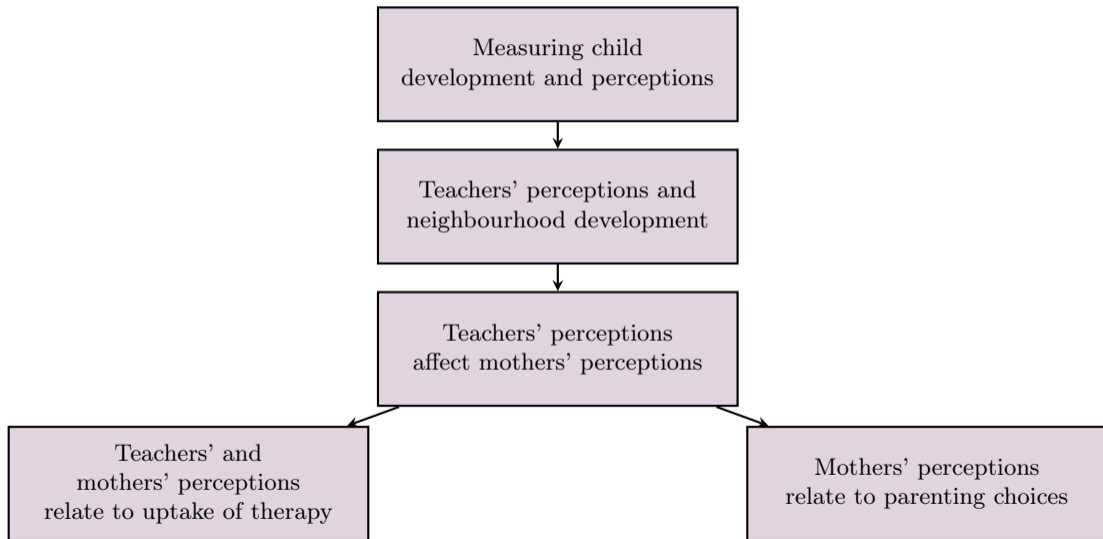 Measuring child
development and perceptions
Teachers' perceptions and
neighbourhood development
Teachers' perceptions
affect mothers' perceptions
Teachers' and
mothers' perceptions
relate to uptake of therapy
Mothers' perceptions
relate to parenting choices